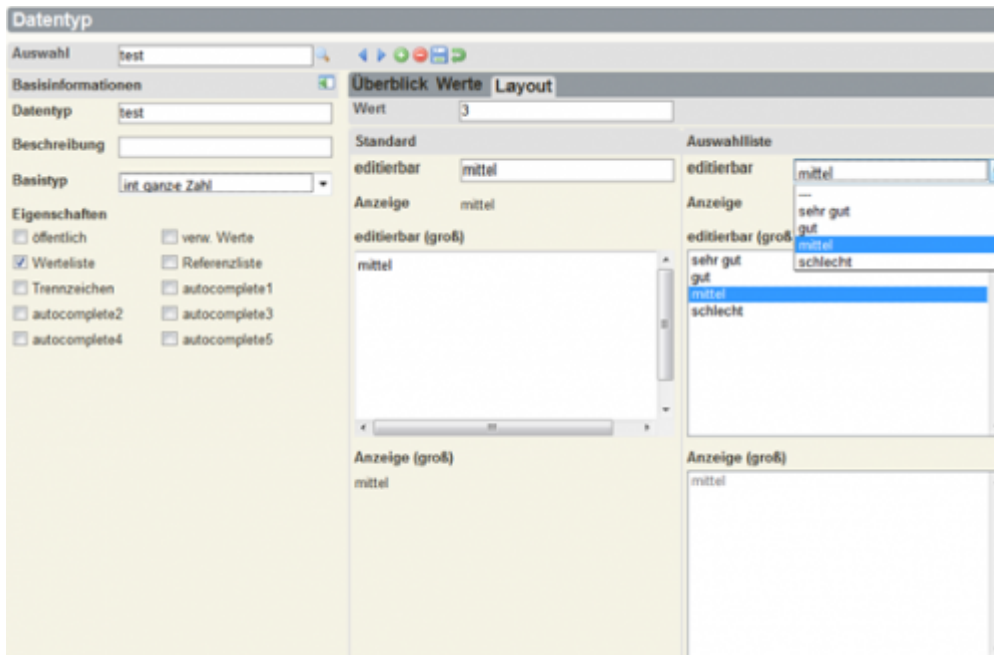 Datentyp
Auswahl test
Basisinformationen
Datentyp test
Beschreibung
Basistyp int ganze Zahl
Eigenschaften
öffentlich verw. Werte
Werteliste Referenzliste
Trennzeichen autocomplete1
autocomplete2 autocomplete3
autocomplete4 autocomplete5
Überblick Werte Layout
Wert 3
Standard
editierbar mittel
Anzeige mittel
editierbar (groß)
mittel
Anzeige (groß)
mittel
Auswahlliste
editierbar mittel
---
sehr gut
gut
mittel
schlecht
Anzeige
editierbar (groß
sehr gut
gut
mittel
schlecht
Anzeige (groß)
mittel